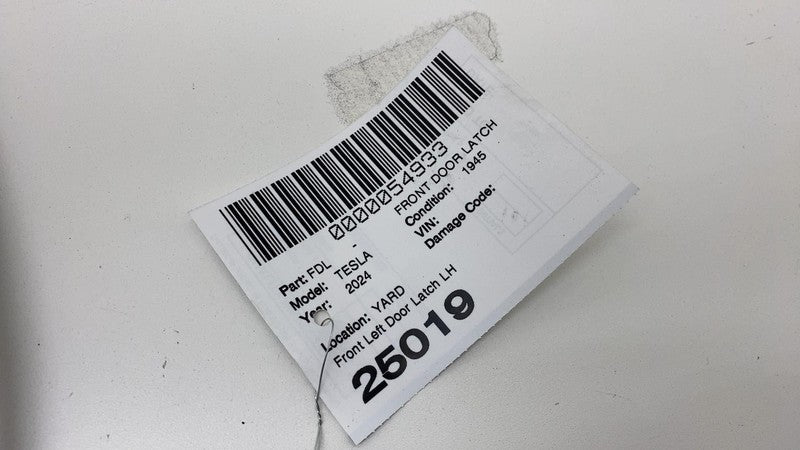 0000054933
Part: FDL - FRONT DOOR LATCH
Model: TESLA Condition:
Year: 2024 VIN: 1945
Damage Code:
Location: YARD
Front Left Door Latch LH
25019